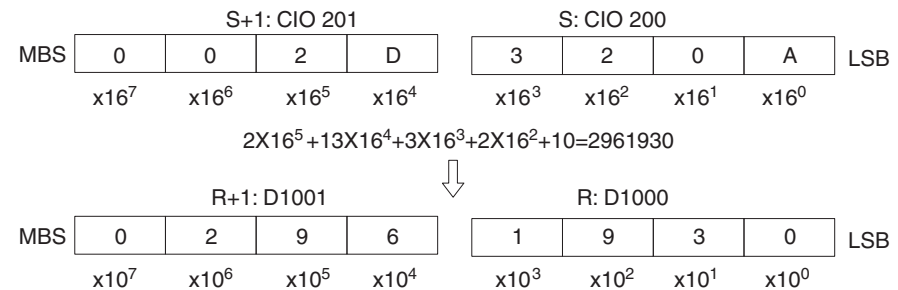 S+1: CIO 201 S: CIO 200
MBS 0 0 2 D 3 2 0 A LSB
x16⁷ x16⁶ x16⁵ x16⁴ x16³ x16² x16¹ x16⁰
2X16⁵+13X16⁴+3X16³+2X16²+10=2961930
R+1: D1001 R: D1000
MBS 0 2 9 6 1 9 3 0 LSB
x10⁷ x10⁶ x10⁵ x10⁴ x10³ x10² x10¹ x10⁰